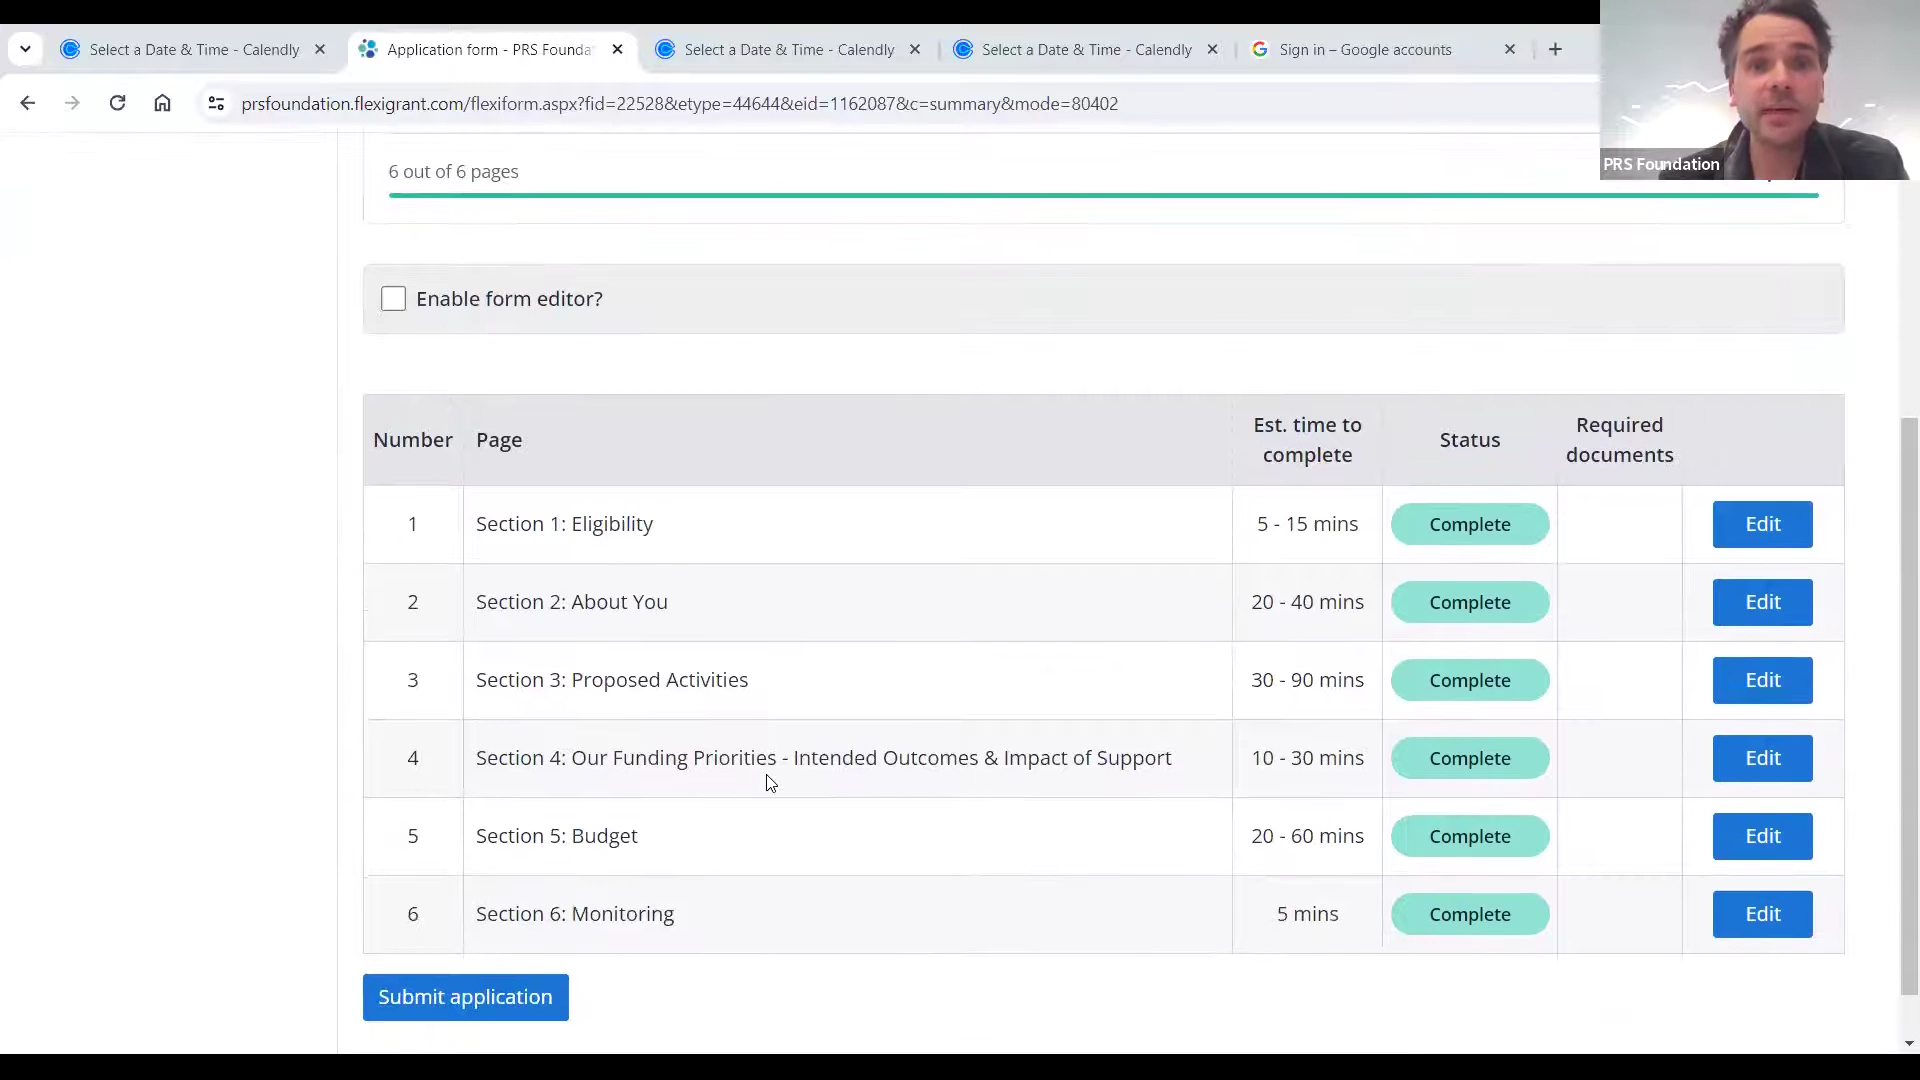 Select a Date & Time - Calendly
Application form - PRS Founda
Select a Date & Time - Calendly
Select a Date & Time - Calendly
Sign in – Google accounts
prsfoundation.flexigrant.com/flexiform.aspx?fid=22528&etype=44644&eid=1162087&c=summary&mode=80402
PRS Foundation
6 out of 6 pages
Enable form editor?
Number Page Est. time to complete Status Required documents
1 Section 1: Eligibility 5 - 15 mins Complete Edit
2 Section 2: About You 20 - 40 mins Complete Edit
3 Section 3: Proposed Activities 30 - 90 mins Complete Edit
4 Section 4: Our Funding Priorities - Intended Outcomes & Impact of Support 10 - 30 mins Complete Edit
5 Section 5: Budget 20 - 60 mins Complete Edit
6 Section 6: Monitoring 5 mins Complete Edit
Submit application